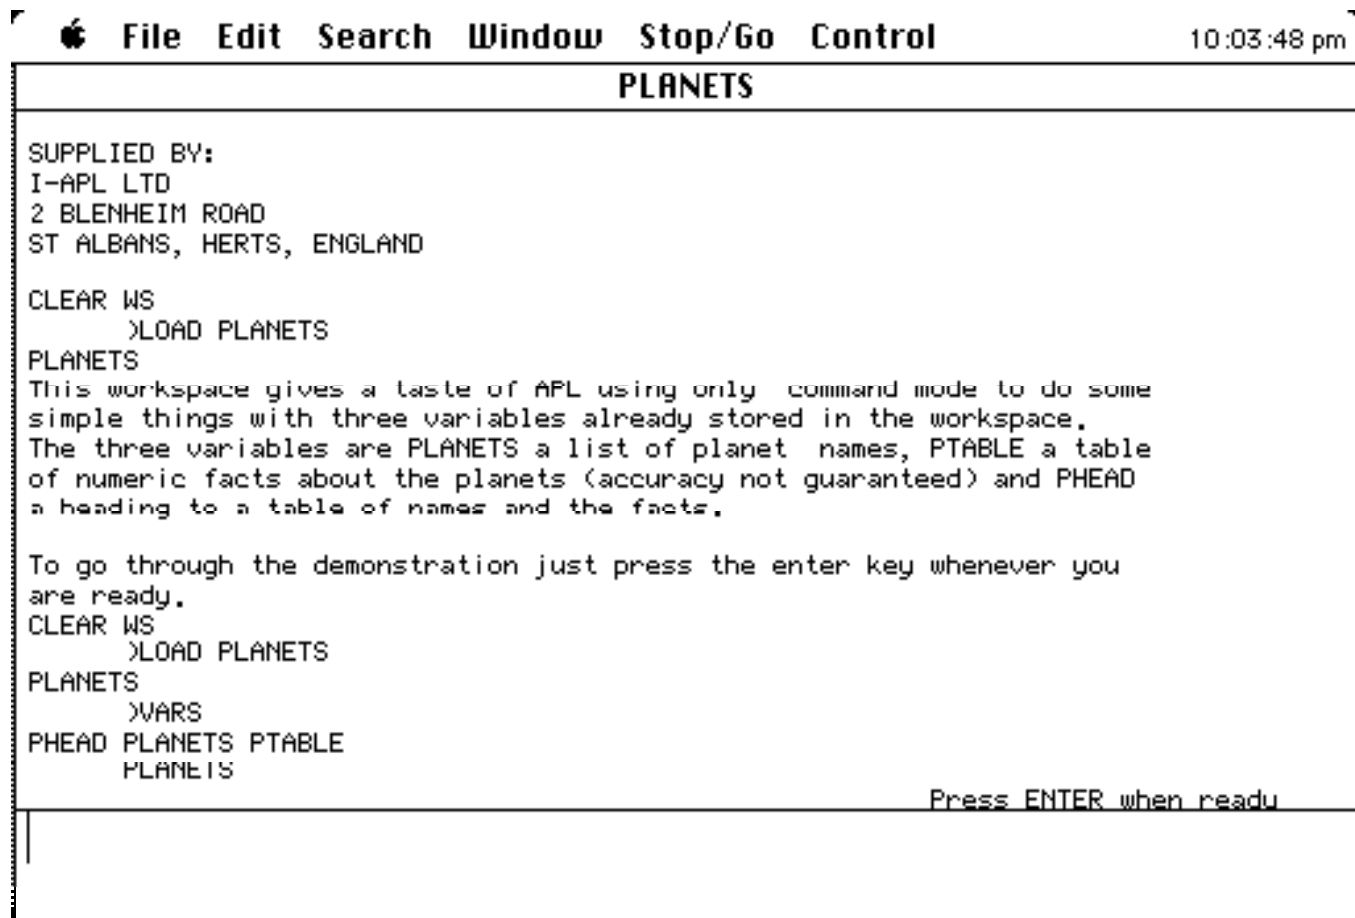 File Edit Search Window Stop/Go Control 10:03:48 pm
PLANETS
SUPPLIED BY:
I-APL LTD
2 BLENHEIM ROAD
ST ALBANS, HERTS, ENGLAND
CLEAR WS
)LOAD PLANETS
PLANETS
This workspace gives a taste of APL using only  command mode to do some
simple things with three variables already stored in the workspace.
The three variables are PLANETS a list of planet  names, PTABLE a table
of numeric facts about the planets (accuracy not guaranteed) and PHEAD
a heading to a table of names and the facts.
To go through the demonstration just press the enter key whenever you
are ready.
CLEAR WS
)LOAD PLANETS
PLANETS
)VARS
PHEAD PLANETS PTABLE
PLANETS
Press ENTER when ready